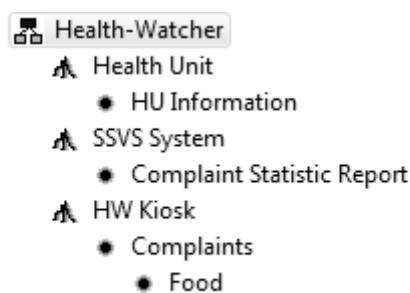 Health-Watcher
Health Unit
HU Information
SSVS System
Complaint Statistic Report
HW Kiosk
Complaints
Food